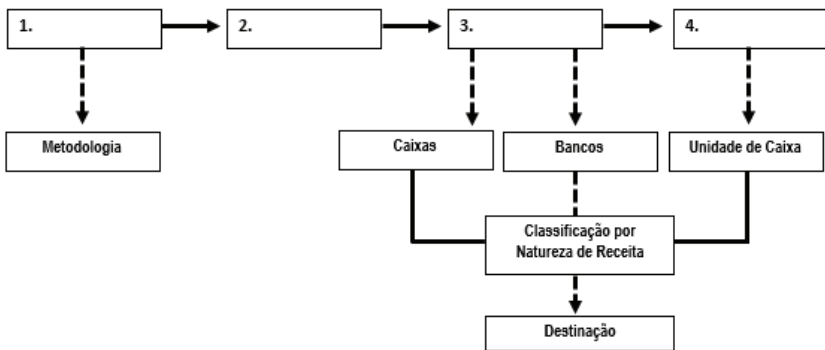 1.
2.
3.
4.
Metodologia
Caixas
Bancos
Unidade de Caixa
Classificação por
Natureza de Receita
Destinação